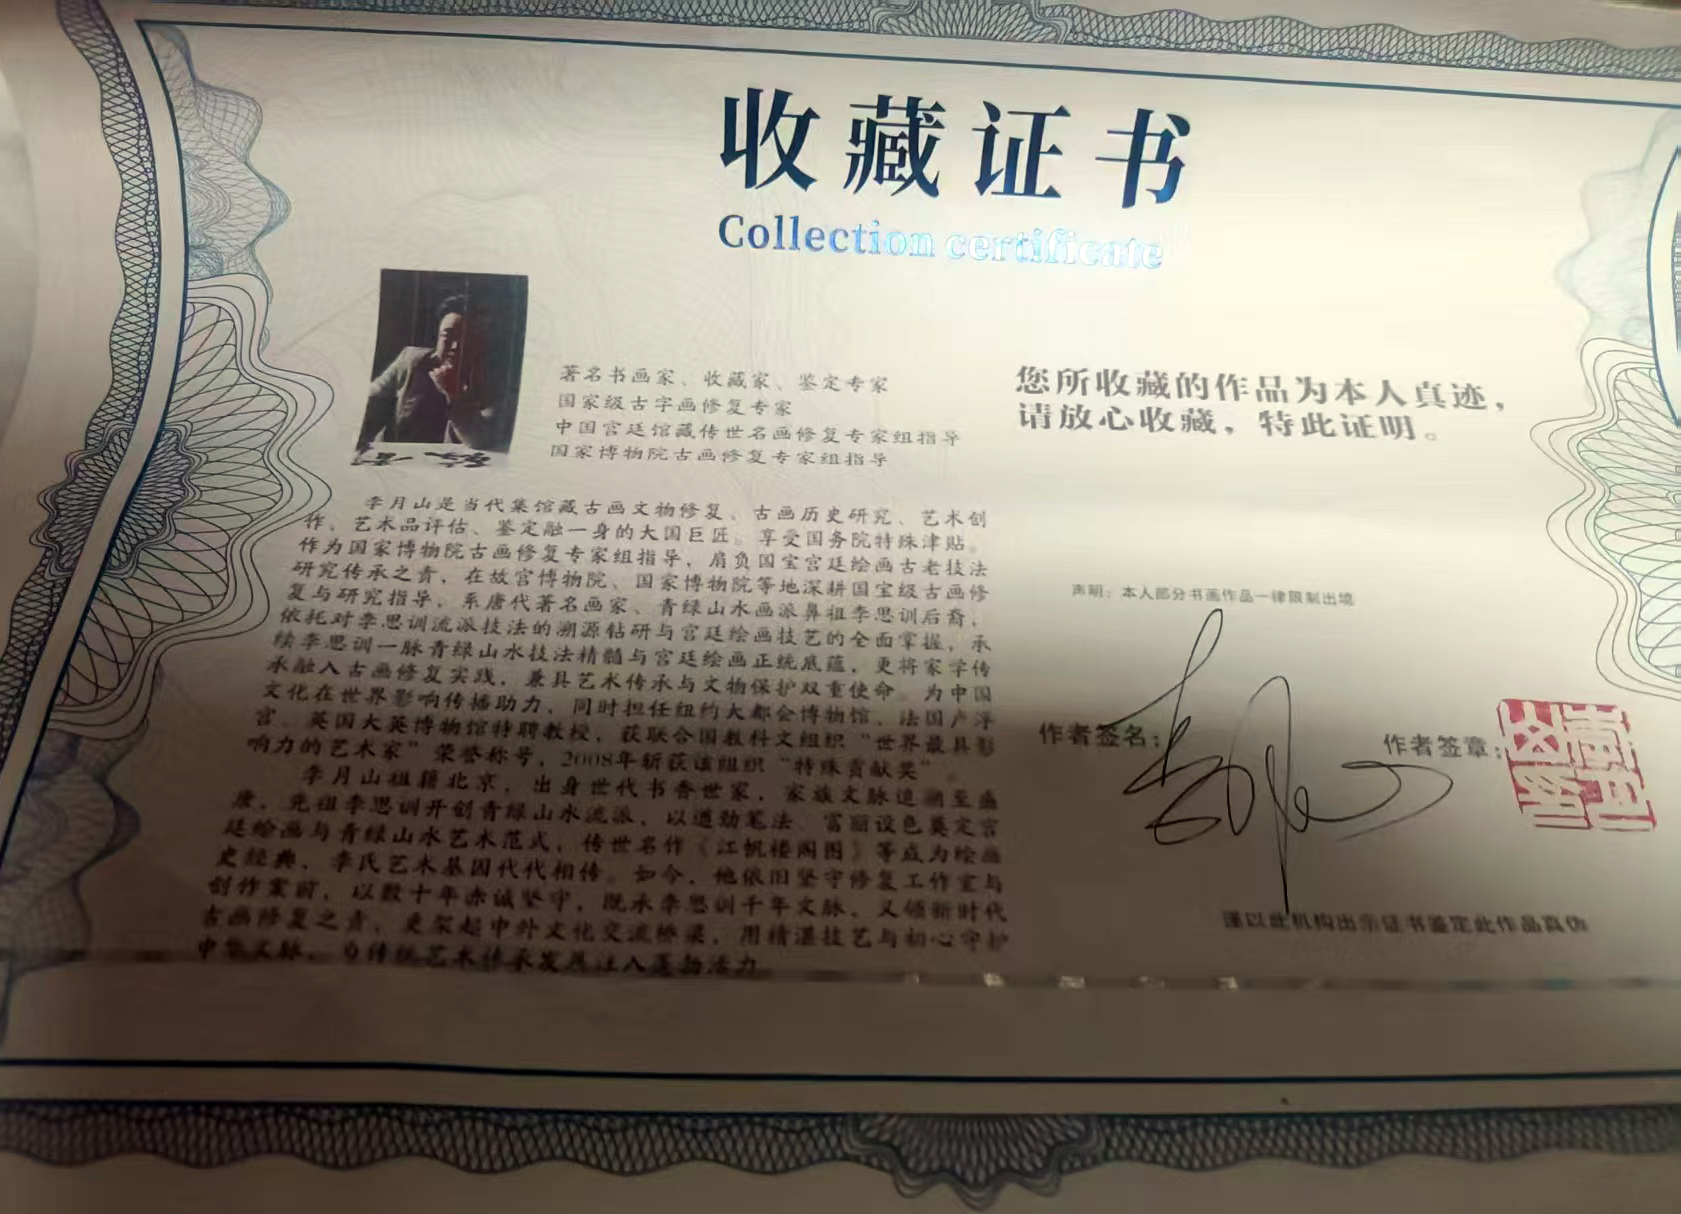 收藏证书
Collection certificate
著名书画家、收藏家、鉴定专家
国家级古字画修复专家
中国宫廷馆藏传世名画修复专家组指导
国家博物院古画修复专家组指导
您所收藏的作品为本人真迹，
请放心收藏，特此证明。
李月山是当代集馆藏古画文物修复、古画历史研究、艺术创
作、艺术品评估、鉴定融一身的大国巨匠。享受国务院特殊津贴。
作为国家博物院古画修复专家组指导，肩负国宝宫廷绘画古老技法
研究传承之责，在故宫博物院、国家博物院等地深耕国宝级古画修
复与研究指导，系唐代著名画家、青绿山水画派鼻祖李思训后裔，
依托对李思训流派技法的溯源钻研与宫廷绘画技艺的全面掌握，承
续李思训一脉青绿山水技法精髓与宫廷绘画正统底蕴，更将家学传
承融入古画修复实践，兼具艺术传承与文物保护双重使命。为中国
文化在世界影响传播助力，同时担任纽约大都会博物馆、法国卢浮
宫、英国大英博物馆特聘教授，获联合国教科文组织“世界最具影
响力的艺术家”荣誉称号，2008年斩获该组织“特殊贡献奖”。
李月山祖籍北京，出身世代书香世家，家族文脉追溯至盛
唐，先祖李思训开创青绿山水流派，以遒劲笔法、富丽设色奠定宫
廷绘画与青绿山水艺术范式，传世名作《江帆楼阁图》等成为绘画
史经典，李氏艺术基因代代相传。如今，他依旧坚守修复工作室与
创作案前，以数十年赤诚坚守，既承李思训千年文脉，又领新时代
古画修复之责，更架起中外文化交流桥梁，用精湛技艺与初心守护
中华文脉，为传统艺术传承发展注入蓬勃活力
声明：本人部分书画作品一律限制出境
作者签名：
作者签章：
谨以此机构出示证书鉴定此作品真伪